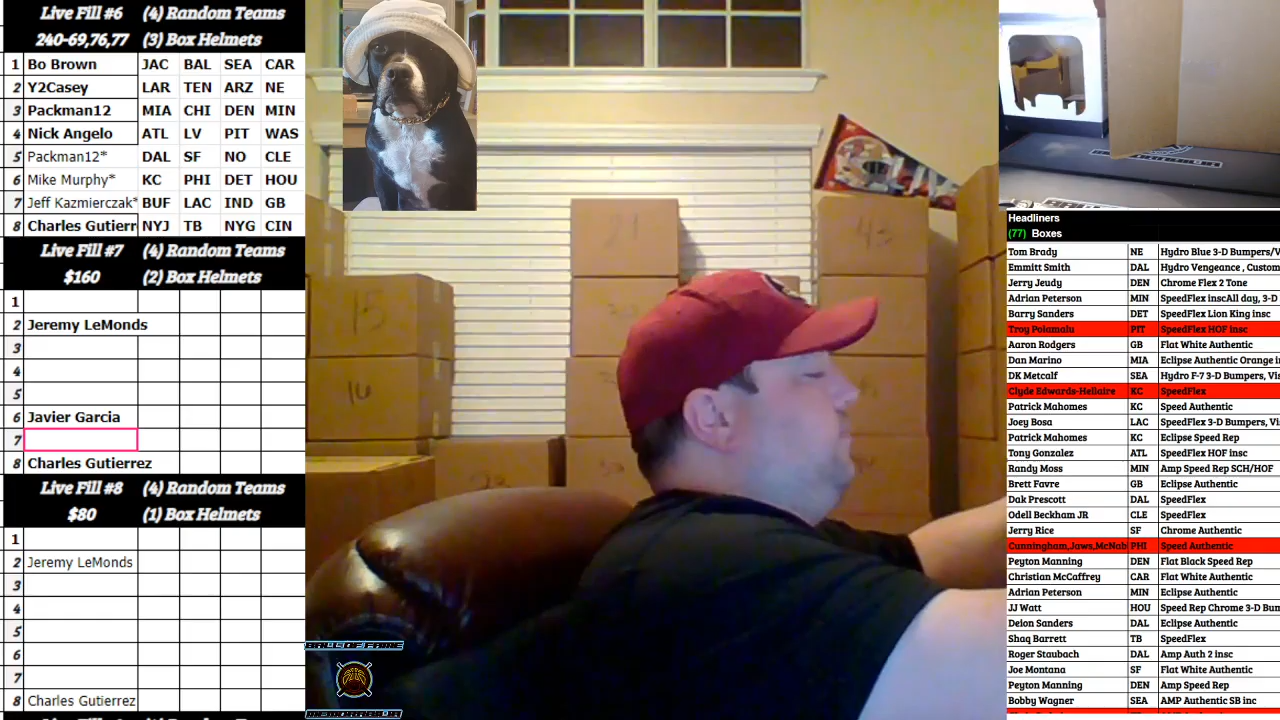 Live Fill #6 (4) Random Teams
240-69,76,77 (3) Box Helmets
1 Bo Brown JAC BAL SEA CAR
2 Y2Casey LAR TEN ARZ NE
3 Packman12 MIA CHI DEN MIN
4 Nick Angelo ATL LV PIT WAS
5 Packman12* DAL SF NO CLE
6 Mike Murphy* KC PHI DET HOU
7 Jeff Kazmierczak* BUF LAC IND GB
8 Charles Gutierr NYJ TB NYG CIN
Live Fill #7 (4) Random Teams
$160 (2) Box Helmets
1
2 Jeremy LeMonds
3
4
5
6 Javier Garcia
7
8 Charles Gutierrez
Live Fill #8 (4) Random Teams
$80 (1) Box Helmets
1
2 Jeremy LeMonds
3
4
5
6
7
8 Charles Gutierrez
21
43
15
16
BALL OF FAME
MEMORABILIA
Headliners
(77) Boxes
Tom Brady NE Hydro Blue 3-D Bumpers/V
Emmitt Smith DAL Hydro Vengeance , Custom
Jerry Jeudy DEN Chrome Flex 2 Tone
Adrian Peterson MIN SpeedFlex inscAll day, 3-D
Barry Sanders DET SpeedFlex Lion King insc
Troy Polamalu PIT SpeedFlex HOF insc
Aaron Rodgers GB Flat White Authentic
Dan Marino MIA Eclipse Authentic Orange in
DK Metcalf SEA Hydro F-7 3-D Bumpers, Vis
Clyde Edwards-Hellaire KC SpeedFlex
Patrick Mahomes KC Speed Authentic
Joey Bosa LAC SpeedFlex 3-D Bumpers, Vis
Patrick Mahomes KC Eclipse Speed Rep
Tony Gonzalez ATL SpeedFlex HOF insc
Randy Moss MIN Amp Speed Rep SCH/HOF
Brett Favre GB Eclipse Authentic
Dak Prescott DAL SpeedFlex
Odell Beckham JR CLE SpeedFlex
Jerry Rice SF Chrome Authentic
Cunningham,Jaws,McNab PHI Speed Authentic
Peyton Manning DEN Flat Black Speed Rep
Christian McCaffrey CAR Flat White Authentic
Adrian Peterson MIN Eclipse Authentic
JJ Watt HOU Speed Rep Chrome 3-D Bum
Deion Sanders DAL Eclipse Authentic
Shaq Barrett TB SpeedFlex
Roger Staubach DAL Amp Auth 2 insc
Joe Montana SF Flat White Authentic
Peyton Manning DEN Amp Speed Rep
Bobby Wagner SEA AMP Authentic SB inc